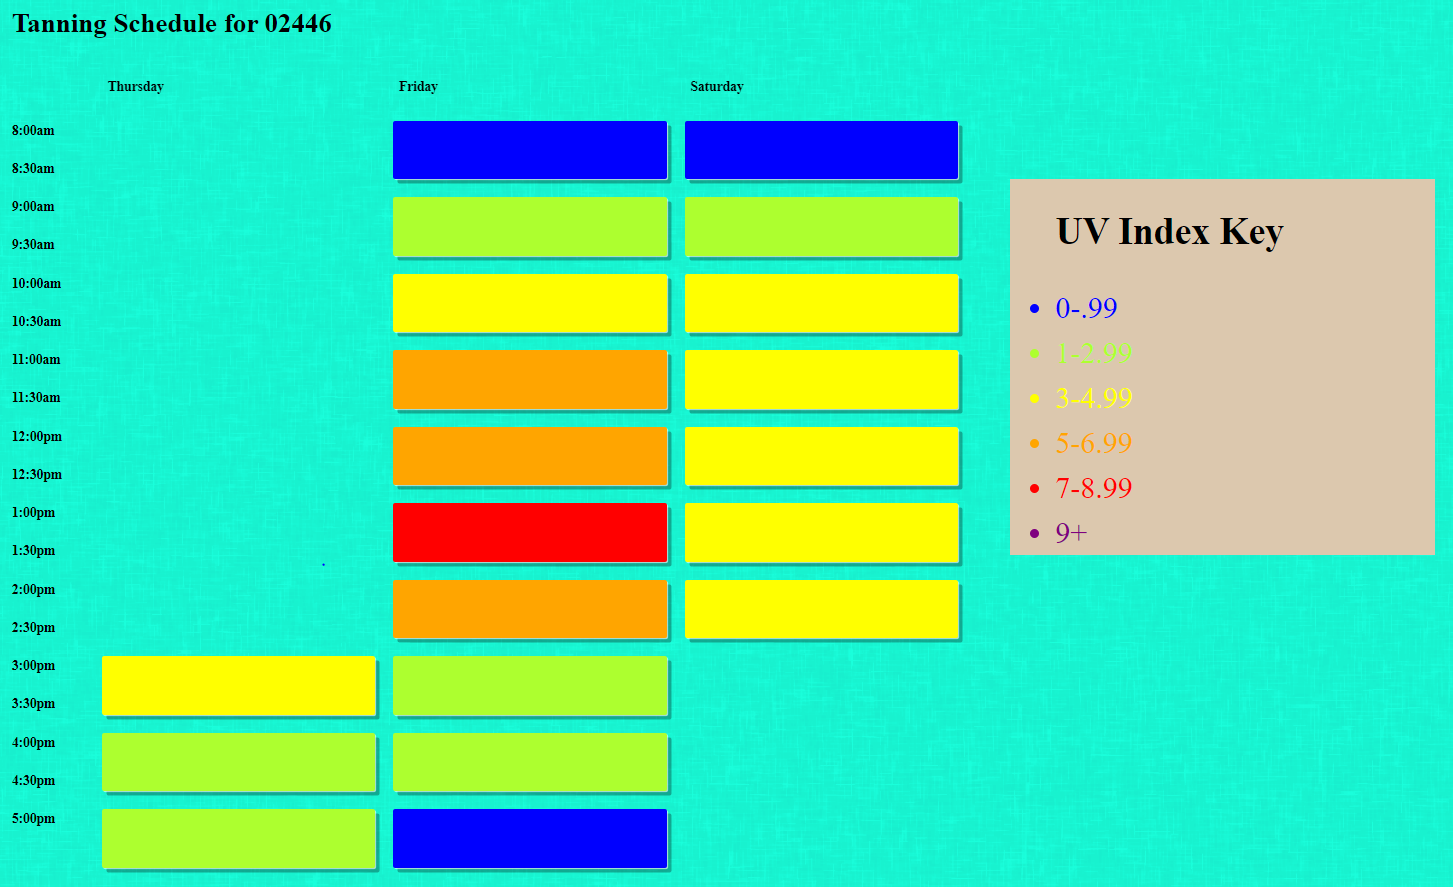 Tanning Schedule for 02446
Thursday Friday Saturday
8:00am
8:30am
9:00am
9:30am
10:00am
10:30am
11:00am
11:30am
12:00pm
12:30pm
1:00pm
1:30pm
2:00pm
2:30pm
3:00pm
3:30pm
4:00pm
4:30pm
5:00pm
UV Index Key
0-.99
1-2.99
3-4.99
5-6.99
7-8.99
9+